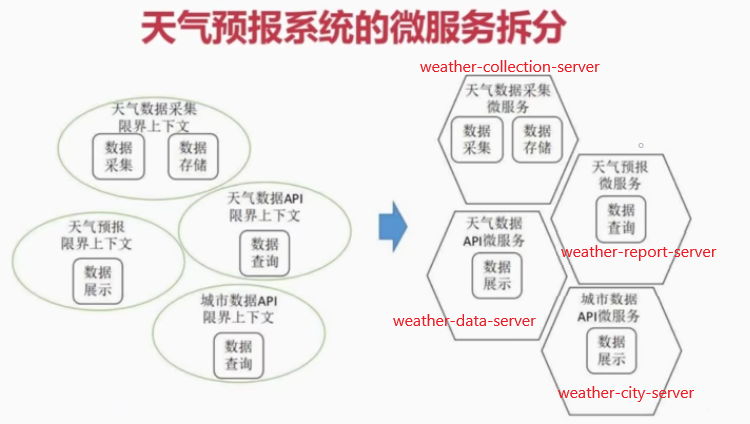 天气预报系统的微服务拆分
天气数据采集
限界上下文
数据
采集
数据
存储
天气数据API
限界上下文
数据
查询
天气预报
限界上下文
数据
展示
城市数据API
限界上下文
数据
查询
weather-collection-server
天气数据采集
微服务
数据
采集
数据
存储
天气预报
微服务
数据
查询
weather-report-server
天气数据
API微服务
数据
展示
weather-data-server
城市数据
API微服务
数据
展示
weather-city-server